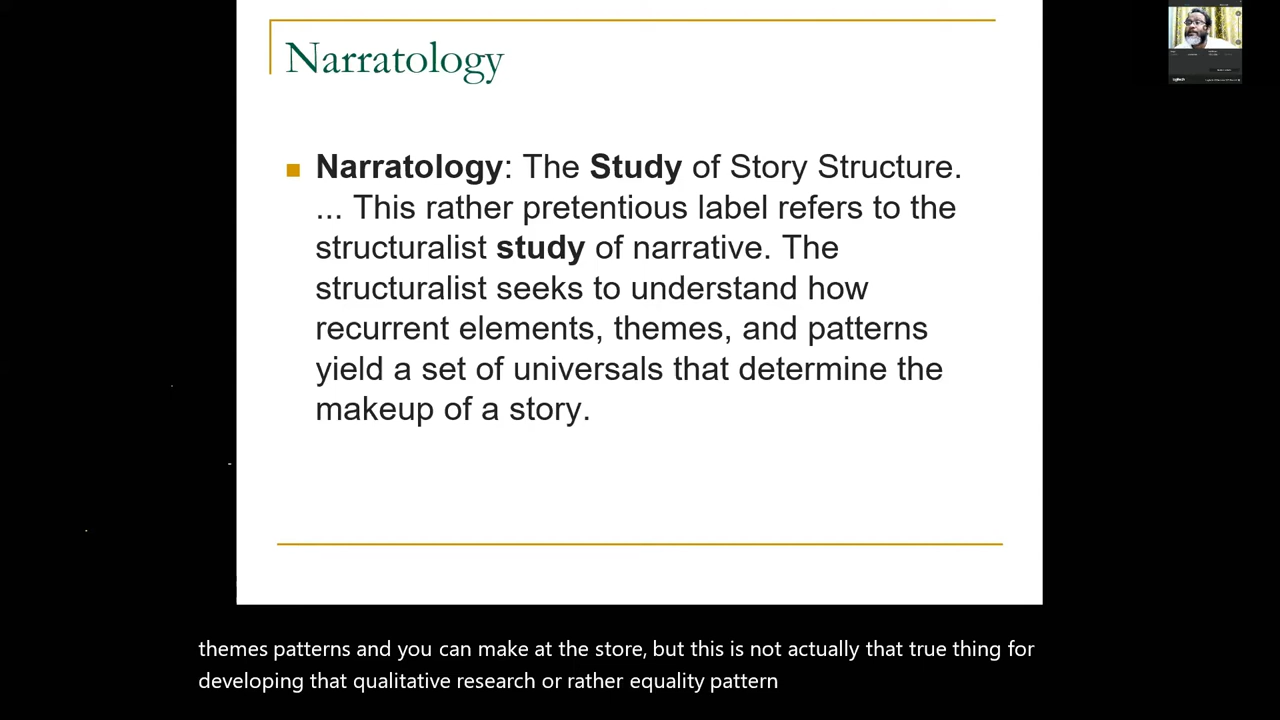 Narratology
Narratology: The Study of Story Structure.
... This rather pretentious label refers to the
structuralist study of narrative. The
structuralist seeks to understand how
recurrent elements, themes, and patterns
yield a set of universals that determine the
makeup of a story.
themes patterns and you can make at the store, but this is not actually that true thing for
developing that qualitative research or rather equality pattern